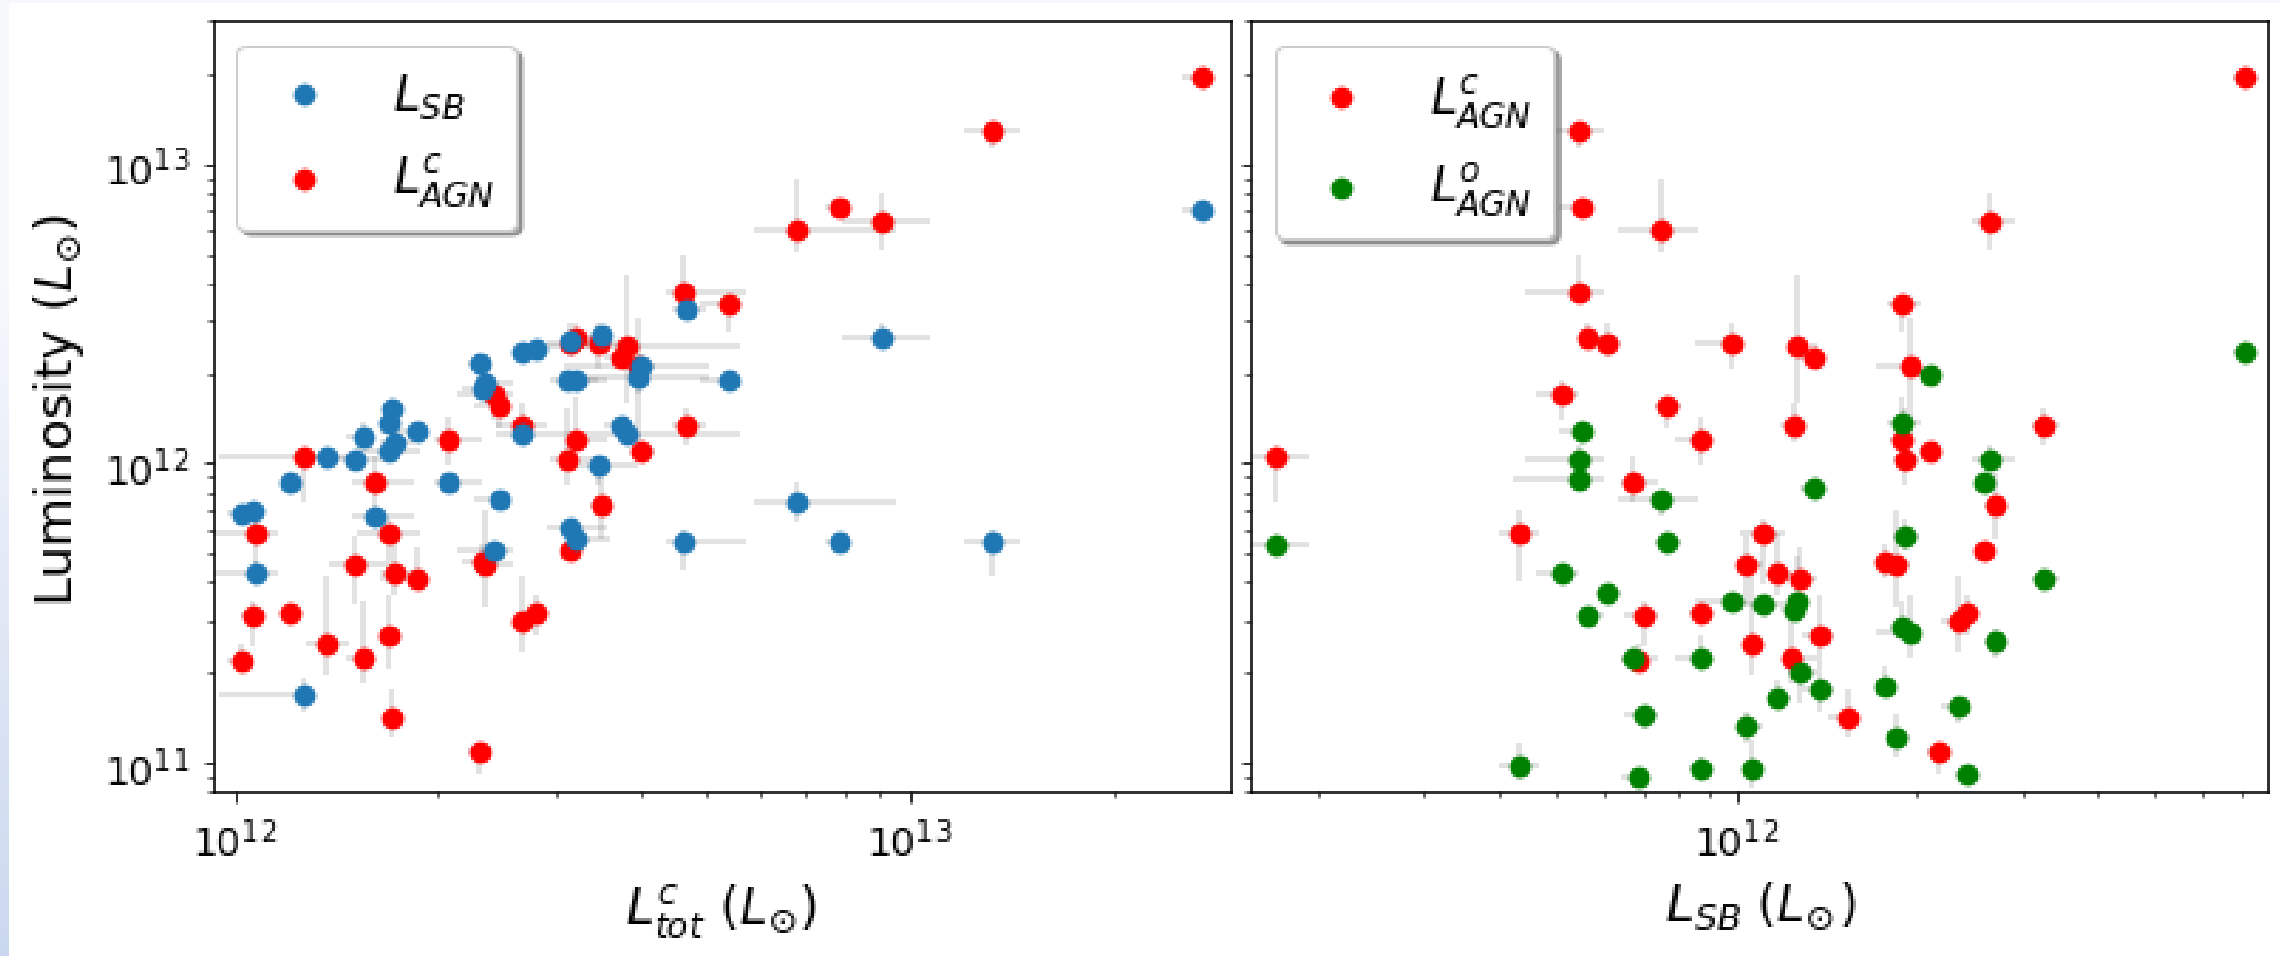 L_SB
L^c_AGN
L^c_AGN
L^o_AGN
10^13
10^12
10^11
Luminosity (L_⊙)
10^12
10^13
10^12
L^c_tot (L_⊙)
L_SB (L_⊙)